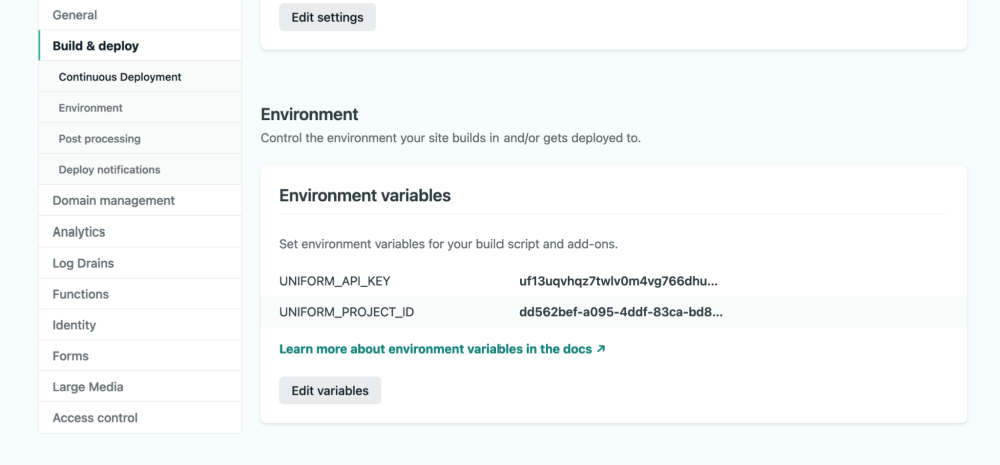 General
Build & deploy
Continuous Deployment
Environment
Post processing
Deploy notifications
Domain management
Analytics
Log Drains
Functions
Identity
Forms
Large Media
Access control
Edit settings
Environment
Control the environment your site builds in and/or gets deployed to.
Environment variables
Set environment variables for your build script and add-ons.
UNIFORM_API_KEY uf13uqvhqz7twlv0m4vg766dhu...
UNIFORM_PROJECT_ID dd562bef-a095-4ddf-83ca-bd8...
Learn more about environment variables in the docs ↗
Edit variables